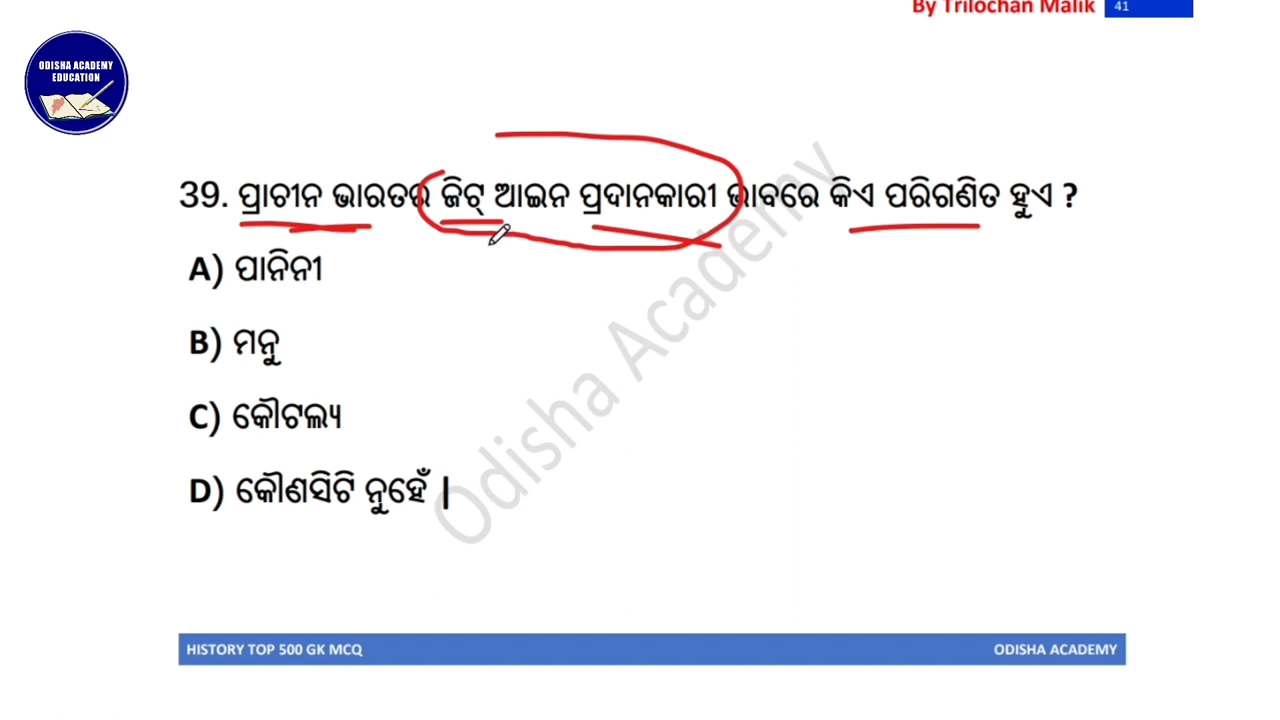 By Trilochan Malik 41
ODISHA ACADEMY
EDUCATION
39. ପ୍ରାଚୀନ ଭାରତର ଜିଟ୍ ଆଇନ ପ୍ରଦାନକାରୀ ଭାବରେ କିଏ ପରିଗଣିତ ହୁଏ ?
A) ପାନିନୀ
B) ମନୁ
C) କୌଟଲ୍ୟ
D) କୌଣସିଟି ନୁହେଁ |
Odisha Academy
HISTORY TOP 500 GK MCQ
ODISHA ACADEMY